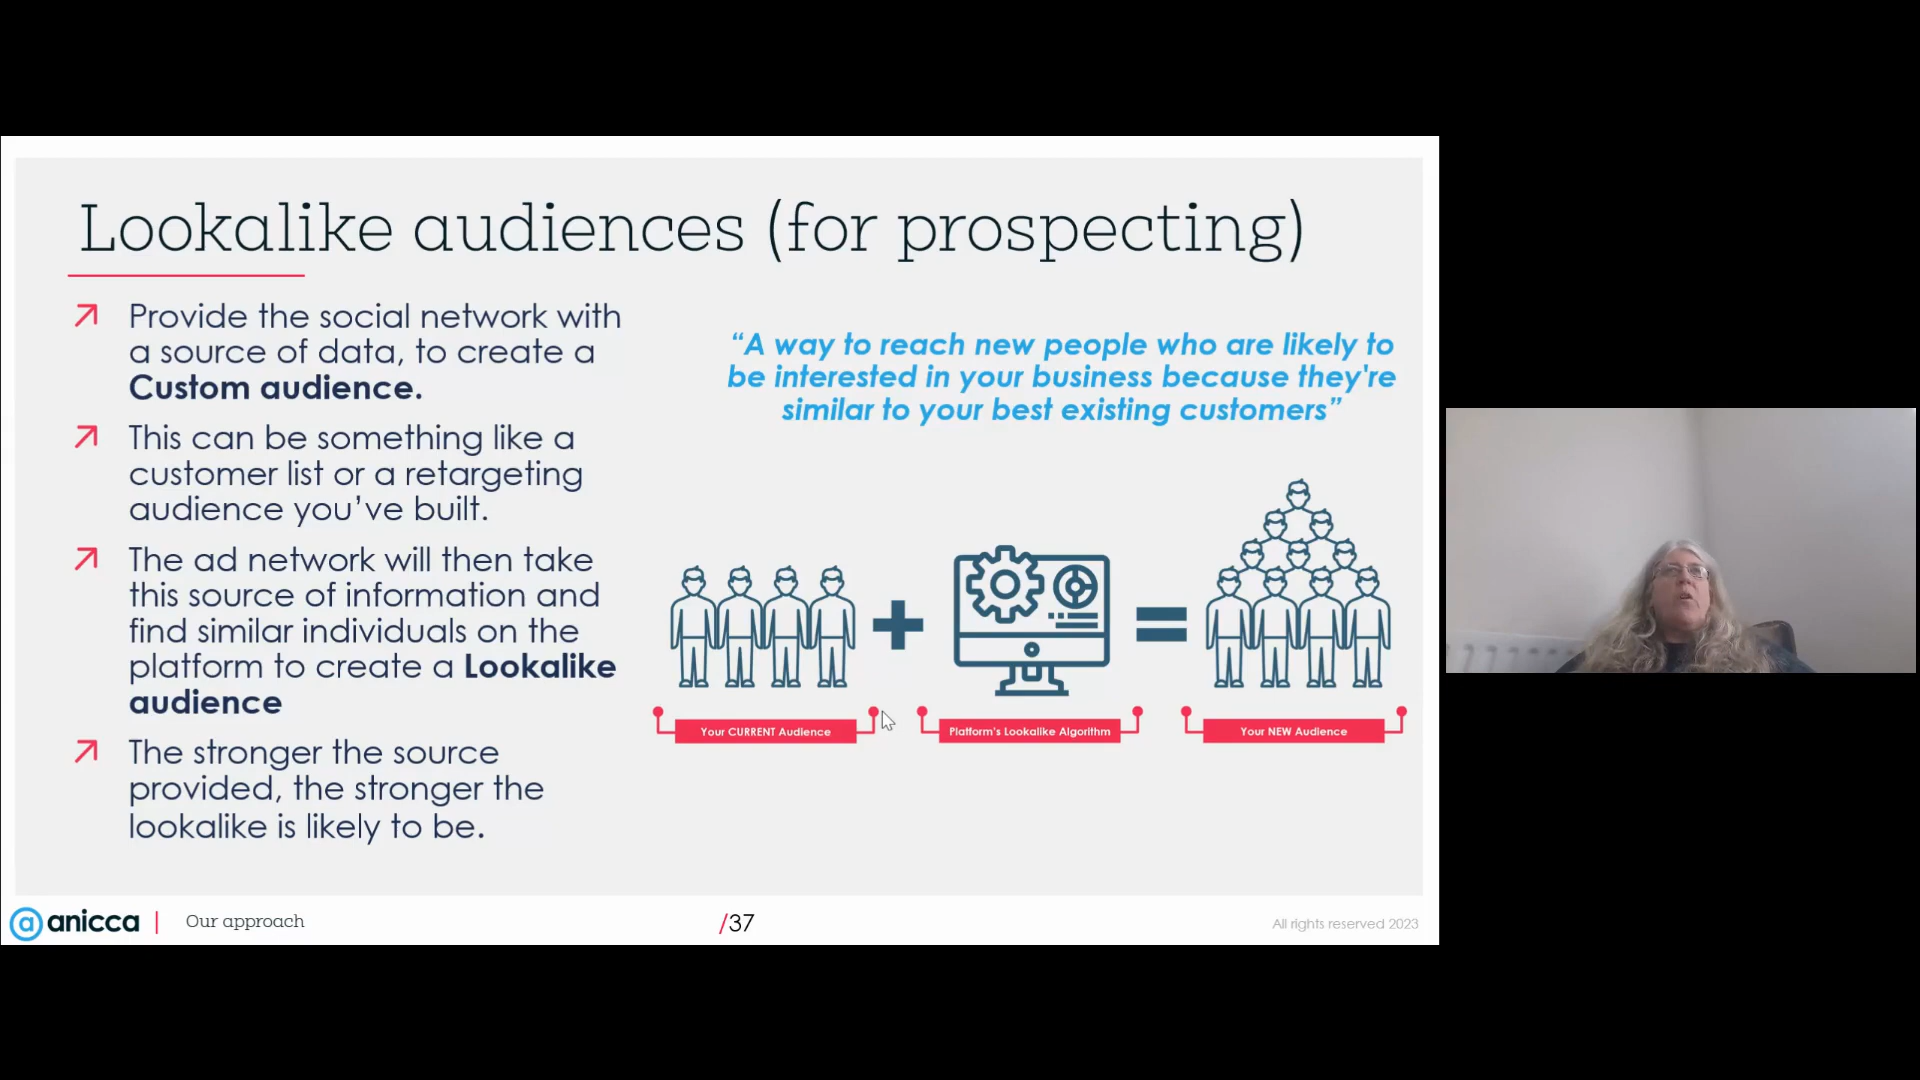 Lookalike audiences (for prospecting)
Provide the social network with
a source of data, to create a
Custom audience.
This can be something like a
customer list or a retargeting
audience you’ve built.
The ad network will then take
this source of information and
find similar individuals on the
platform to create a Lookalike
audience
The stronger the source
provided, the stronger the
lookalike is likely to be.
“A way to reach new people who are likely to
be interested in your business because they're
similar to your best existing customers”
Your CURRENT Audience
Platform's Lookalike Algorithm
Your NEW Audience
a anicca
Our approach
/37
All rights reserved 2023